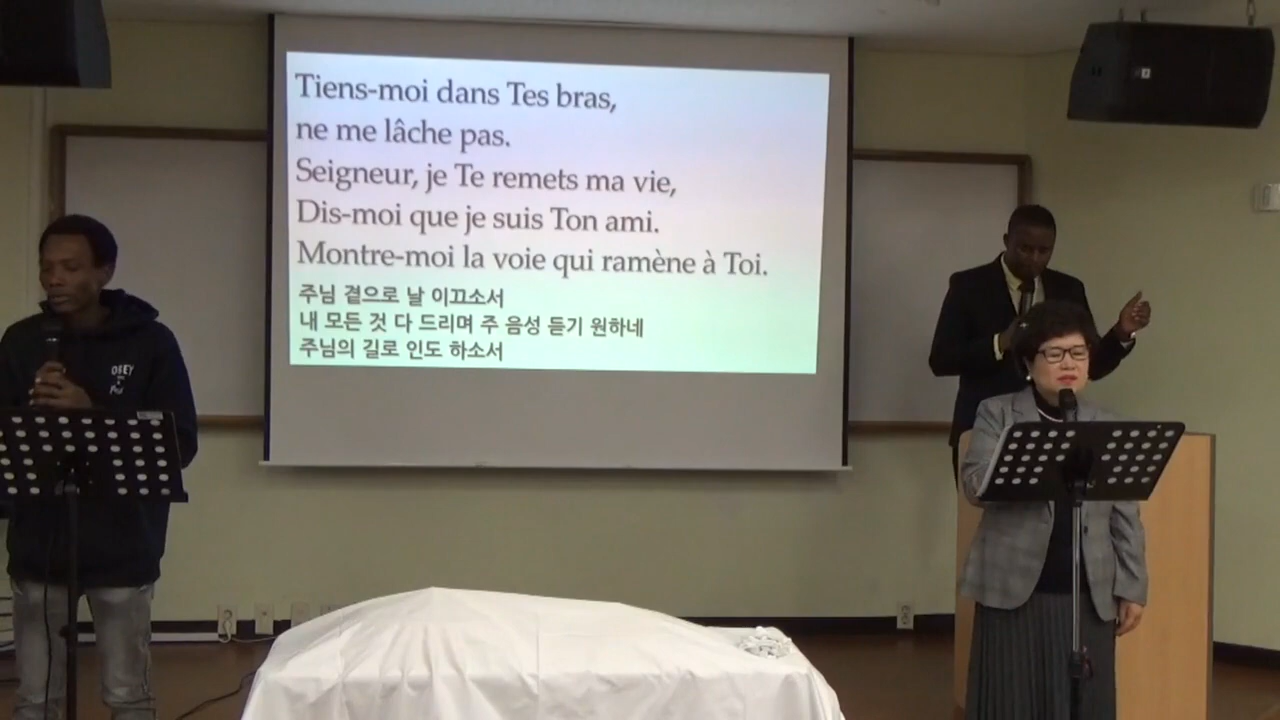 Tiens-moi dans Tes bras,
ne me lâche pas.
Seigneur, je Te remets ma vie,
Dis-moi que je suis Ton ami.
Montre-moi la voie qui ramène à Toi.
주님 곁으로 날 이끄소서
내 모든 것 다 드리며 주 음성 듣기 원하네
주님의 길로 인도 하소서
OBEY